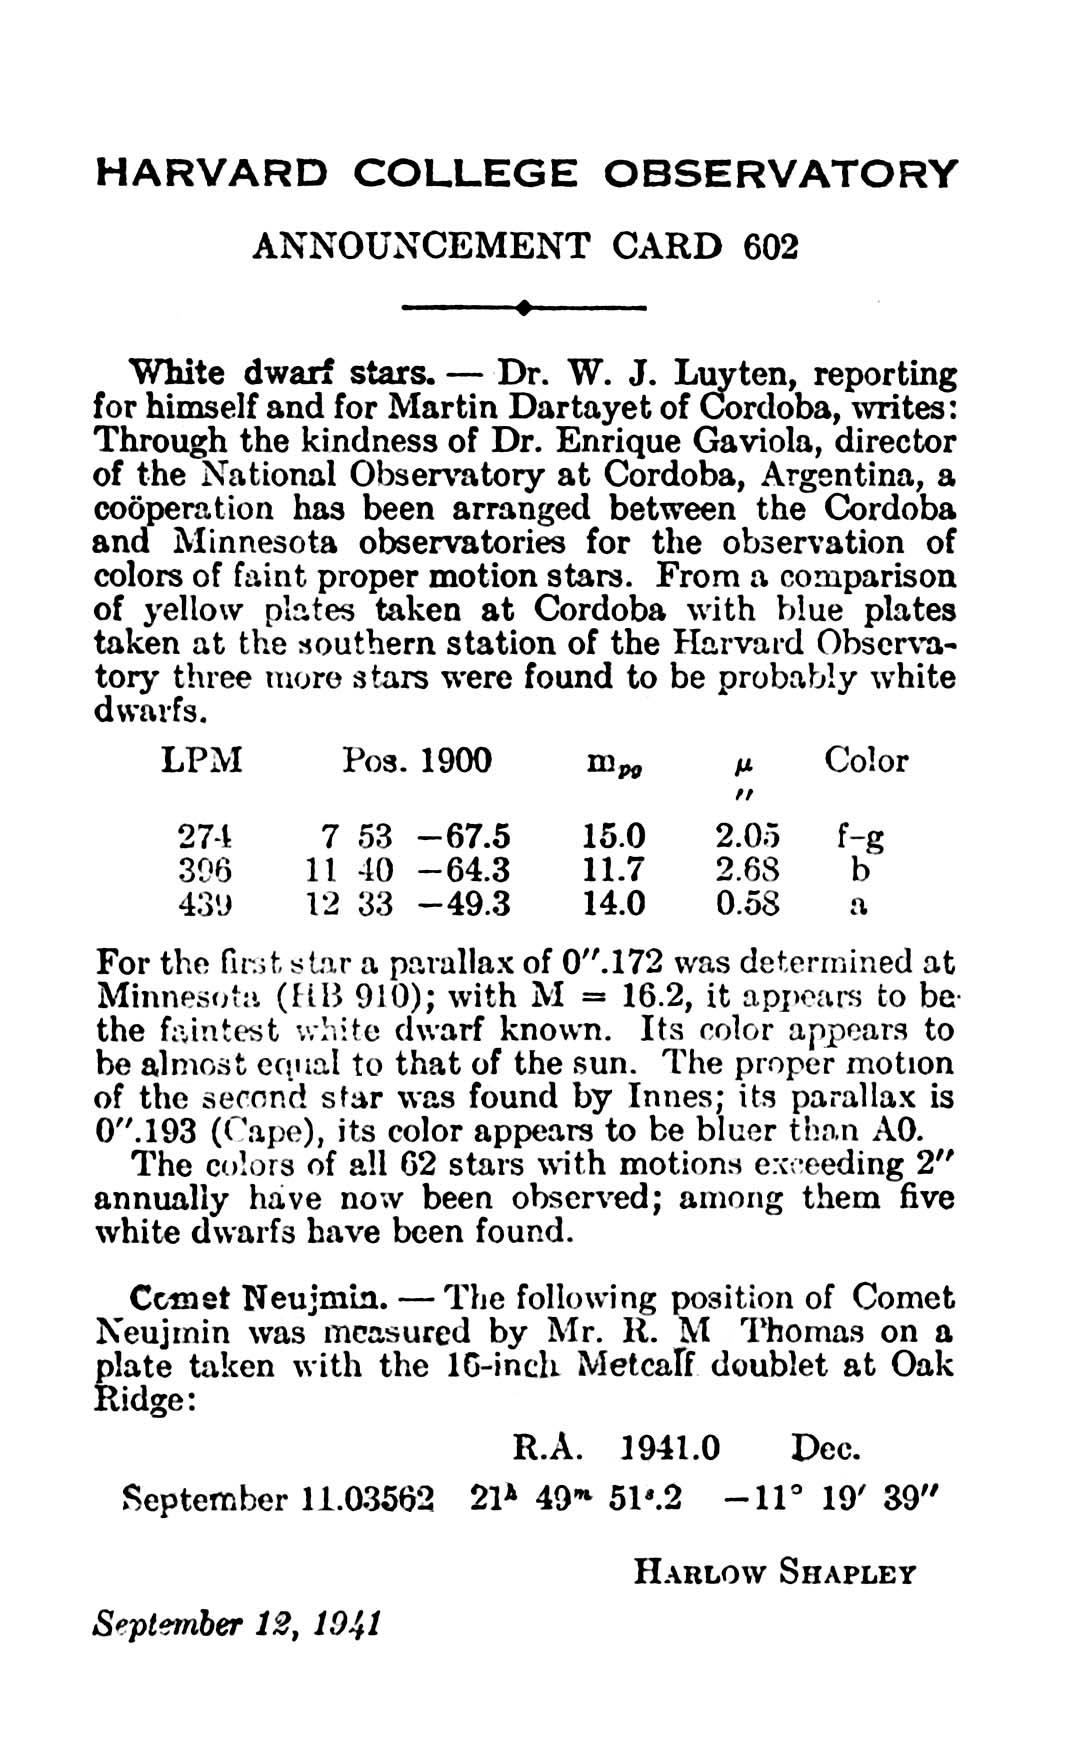 HARVARD COLLEGE OBSERVATORY
ANNOUNCEMENT CARD 602
White dwarf stars. — Dr. W. J. Luyten, reporting
for himself and for Martin Dartayet of Cordoba, writes:
Through the kindness of Dr. Enrique Gaviola, director
of the National Observatory at Cordoba, Argentina, a
coöperation has been arranged between the Cordoba
and Minnesota observatories for the observation of
colors of faint proper motion stars. From a comparison
of yellow plates taken at Cordoba with blue plates
taken at the southern station of the Harvard Observa-
tory three more stars were found to be probably white
dwarfs.
LPM Pos. 1900 mpg μ Color
″
274 7 53 −67.5 15.0 2.05 f–g
396 11 40 −64.3 11.7 2.68 b
439 12 33 −49.3 14.0 0.58 a
For the first star a parallax of 0″.172 was determined at
Minnesota (HB 910); with M = 16.2, it appears to be
the faintest white dwarf known. Its color appears to
be almost equal to that of the sun. The proper motion
of the second star was found by Innes; its parallax is
0″.193 (Cape), its color appears to be bluer than A0.
The colors of all 62 stars with motions exceeding 2″
annually have now been observed; among them five
white dwarfs have been found.
Comet Neujmin. — The following position of Comet
Neujmin was measured by Mr. R. M Thomas on a
plate taken with the 16-inch Metcalf doublet at Oak
Ridge:
R.A. 1941.0 Dec.
September 11.03562 21ʰ 49ᵐ 51ˢ.2 −11° 19′ 39″
HARLOW SHAPLEY
September 12, 1941